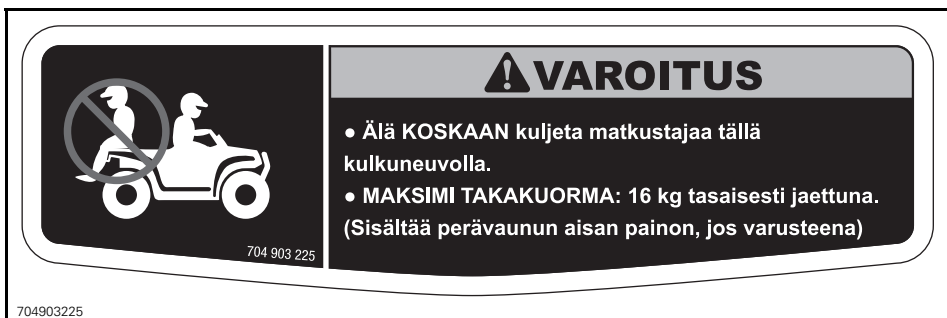 VAROITUS
● Älä KOSKAAN kuljeta matkustajaa tällä
kulkuneuvolla.
● MAKSIMI TAKAKUORMA: 16 kg tasaisesti jaettuna.
(Sisältää perävaunun aisan painon, jos varusteena)
704 903 225
704903225